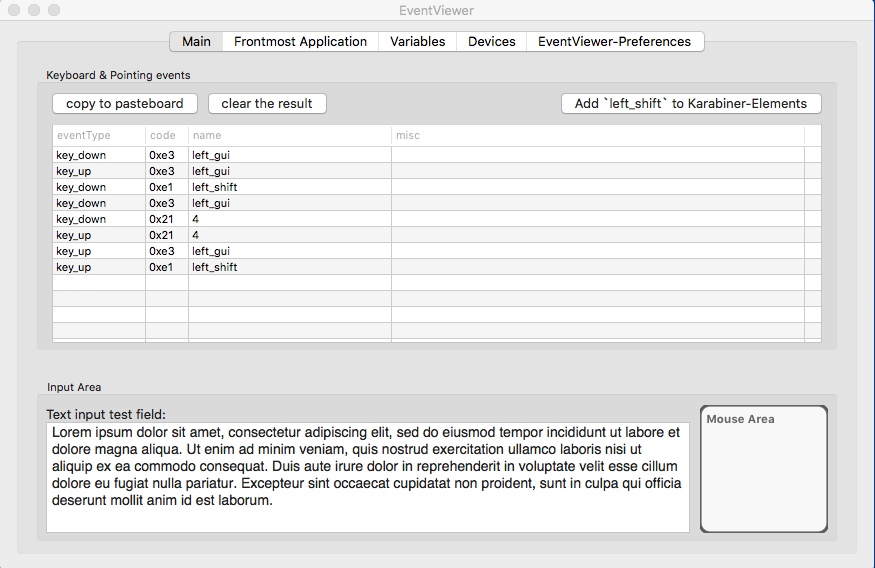 EventViewer
Main Frontmost Application Variables Devices EventViewer-Preferences
Keyboard & Pointing events
copy to pasteboard clear the result Add `left_shift` to Karabiner-Elements
eventType code name misc
key_down 0xe3 left_gui
key_up 0xe3 left_gui
key_down 0xe1 left_shift
key_down 0xe3 left_gui
key_down 0x21 4
key_up 0x21 4
key_up 0xe3 left_gui
key_up 0xe1 left_shift
Input Area
Text input test field:
Lorem ipsum dolor sit amet, consectetur adipiscing elit, sed do eiusmod tempor incididunt ut labore et
dolore magna aliqua. Ut enim ad minim veniam, quis nostrud exercitation ullamco laboris nisi ut
aliquip ex ea commodo consequat. Duis aute irure dolor in reprehenderit in voluptate velit esse cillum
dolore eu fugiat nulla pariatur. Excepteur sint occaecat cupidatat non proident, sunt in culpa qui officia
deserunt mollit anim id est laborum.
Mouse Area